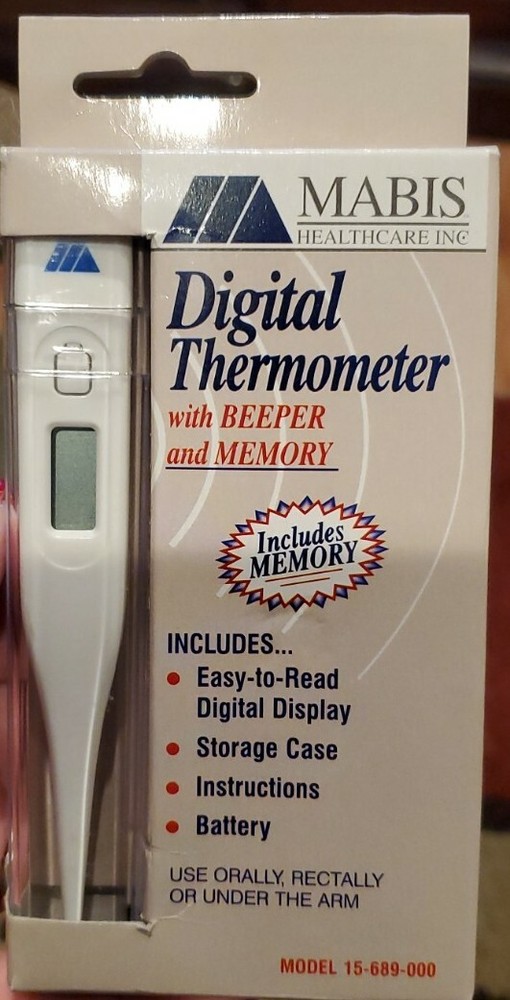 MABIS
HEALTHCARE INC
Digital
Thermometer
with BEEPER
and MEMORY
Includes
MEMORY
INCLUDES...
• Easy-to-Read
Digital Display
• Storage Case
• Instructions
• Battery
USE ORALLY, RECTALLY
OR UNDER THE ARM
MODEL 15-689-000